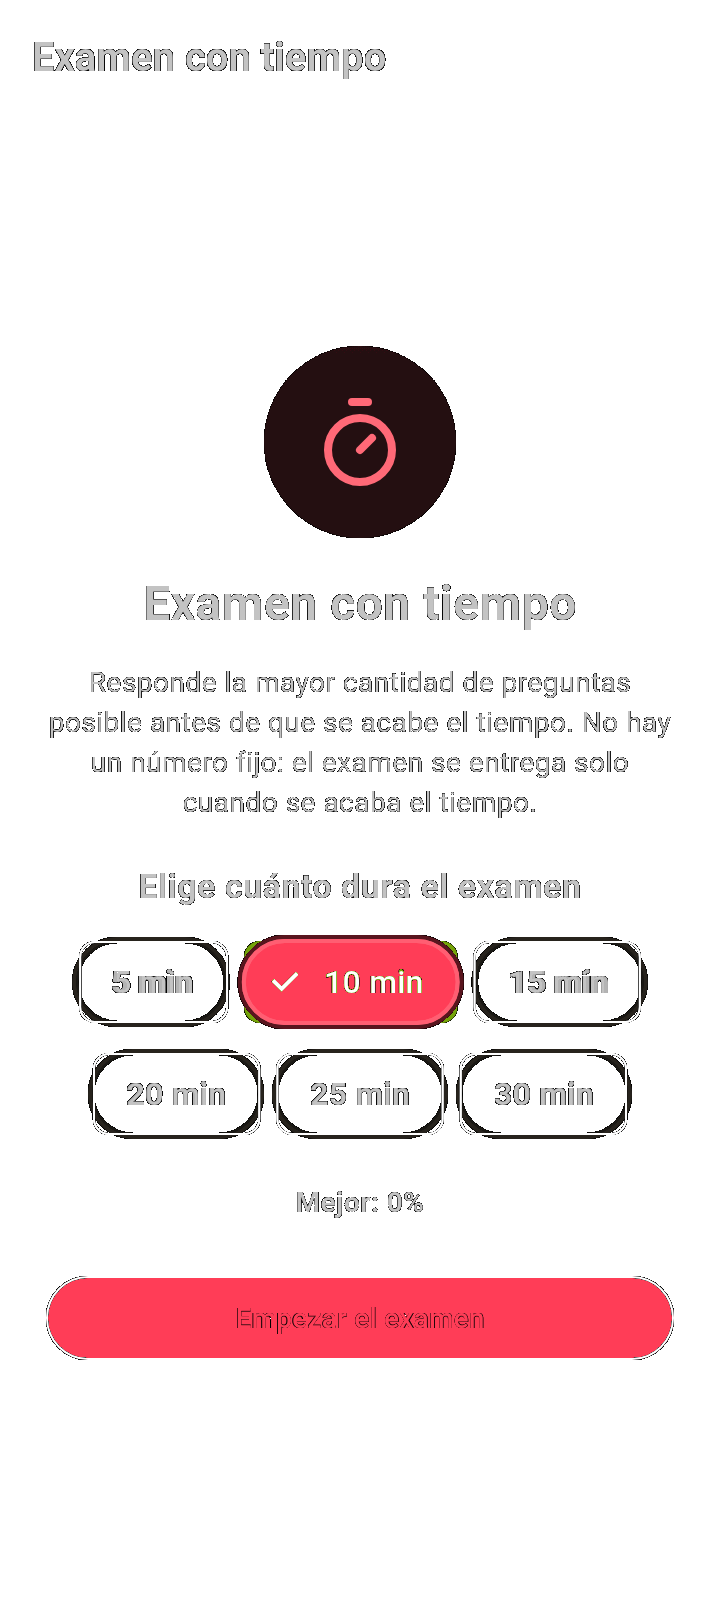 Examen con tiempo
Examen con tiempo
Responde la mayor cantidad de preguntas
posible antes de que se acabe el tiempo. No hay
un número fijo: el examen se entrega solo
cuando se acaba el tiempo.
Elige cuánto dura el examen
5 min
10 min
15 min
20 min
25 min
30 min
Mejor: 0%
Empezar el examen